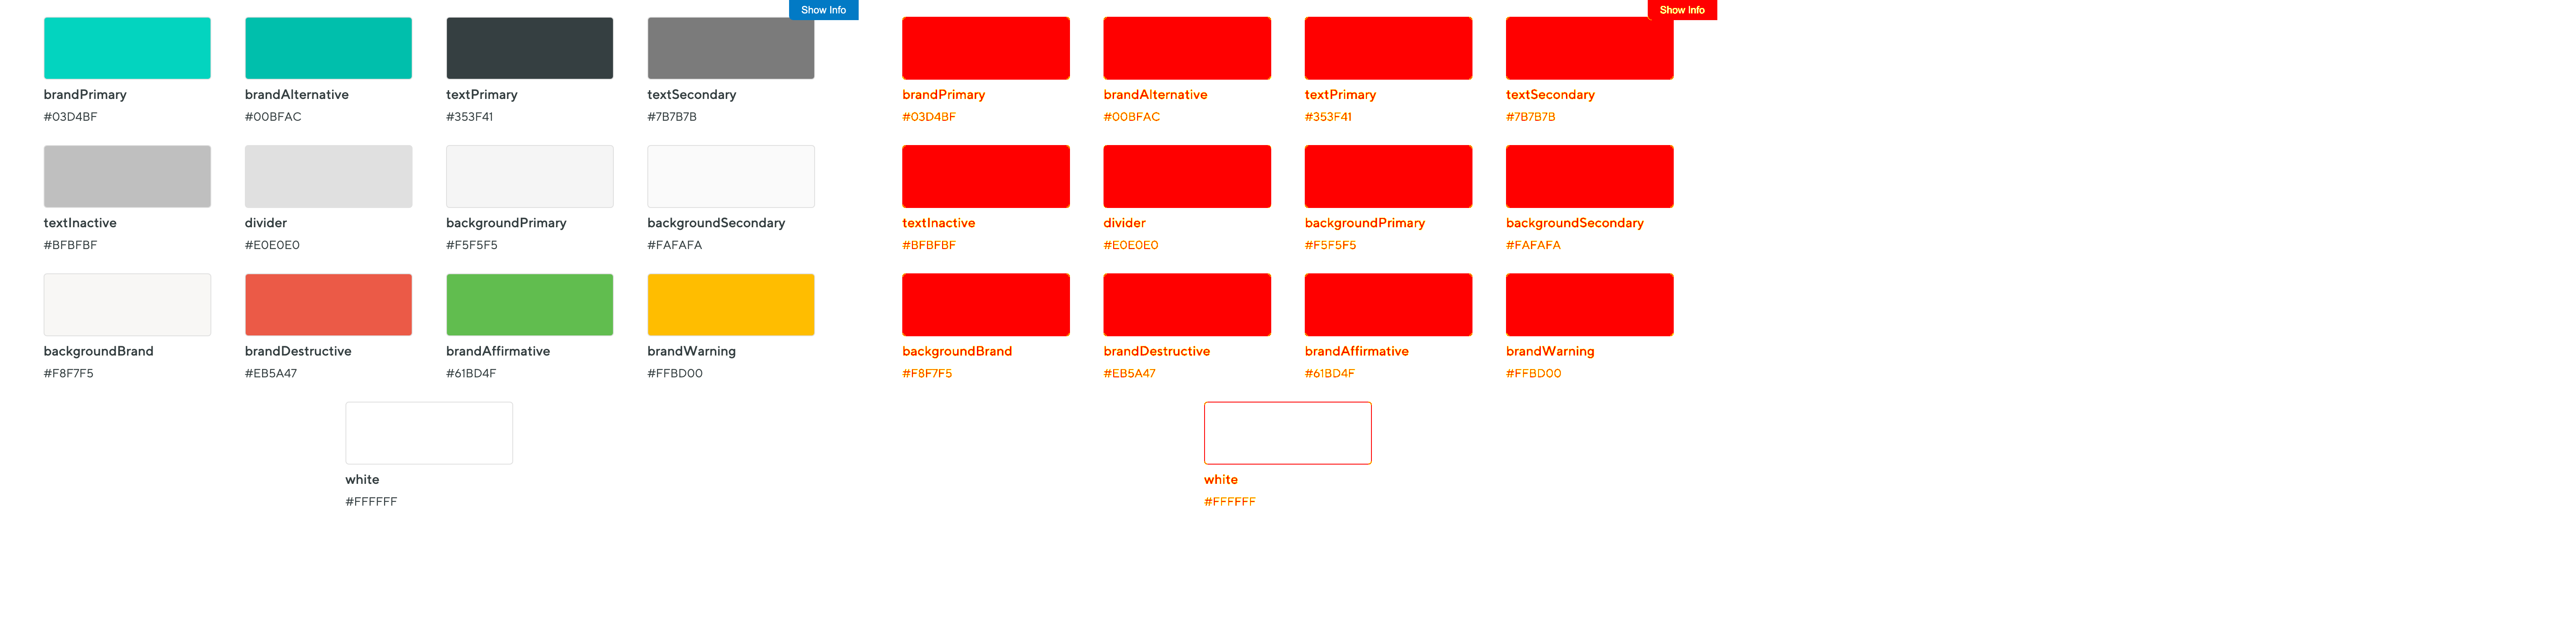 Show Info
brandPrimary
#03D4BF
brandAlternative
#00BFAC
textPrimary
#353F41
textSecondary
#7B7B7B
textInactive
#BFBFBF
divider
#E0E0E0
backgroundPrimary
#F5F5F5
backgroundSecondary
#FAFAFA
backgroundBrand
#F8F7F5
brandDestructive
#EB5A47
brandAffirmative
#61BD4F
brandWarning
#FFBD00
white
#FFFFFF
Show Info
brandPrimary
#03D4BF
brandAlternative
#00BFAC
textPrimary
#353F41
textSecondary
#7B7B7B
textInactive
#BFBFBF
divider
#E0E0E0
backgroundPrimary
#F5F5F5
backgroundSecondary
#FAFAFA
backgroundBrand
#F8F7F5
brandDestructive
#EB5A47
brandAffirmative
#61BD4F
brandWarning
#FFBD00
white
#FFFFFF